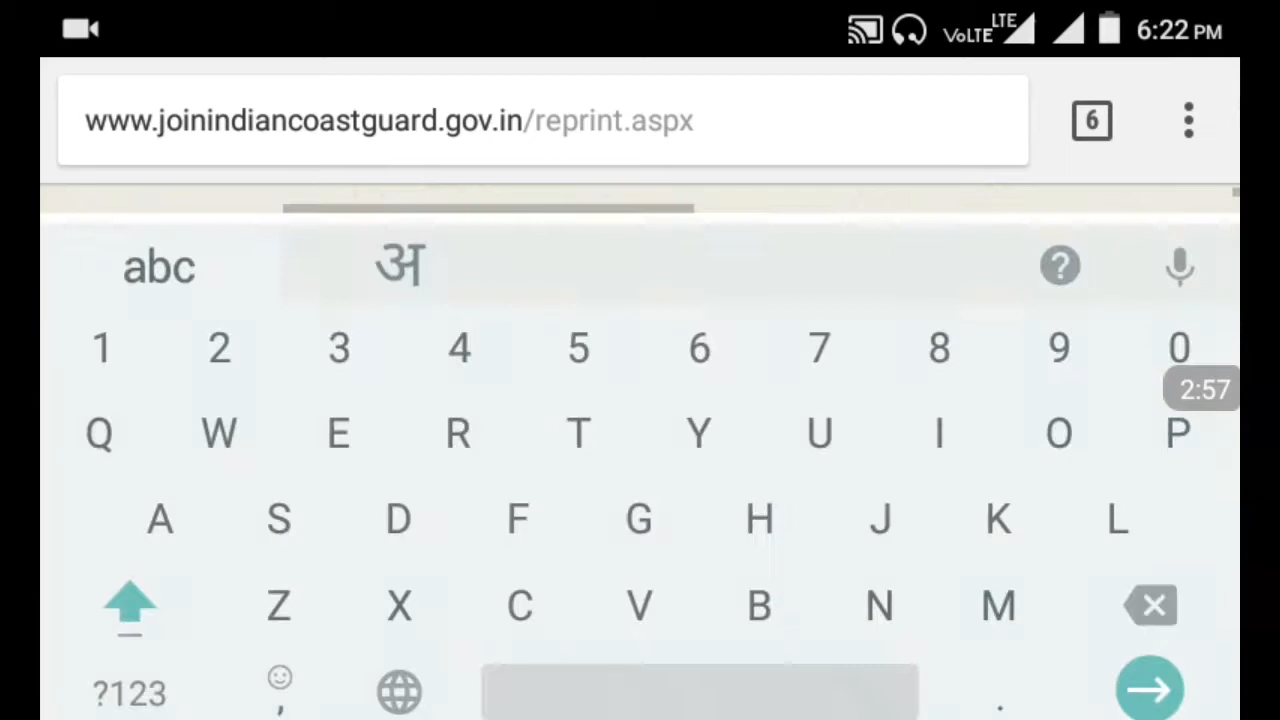 VoLTE LTE 6:22 PM
www.joinindiancoastguard.gov.in/reprint.aspx 6
abc अ ?
1 2 3 4 5 6 7 8 9 0
2:57
Q W E R T Y U I O P
A S D F G H J K L
Z X C V B N M
?123 , .